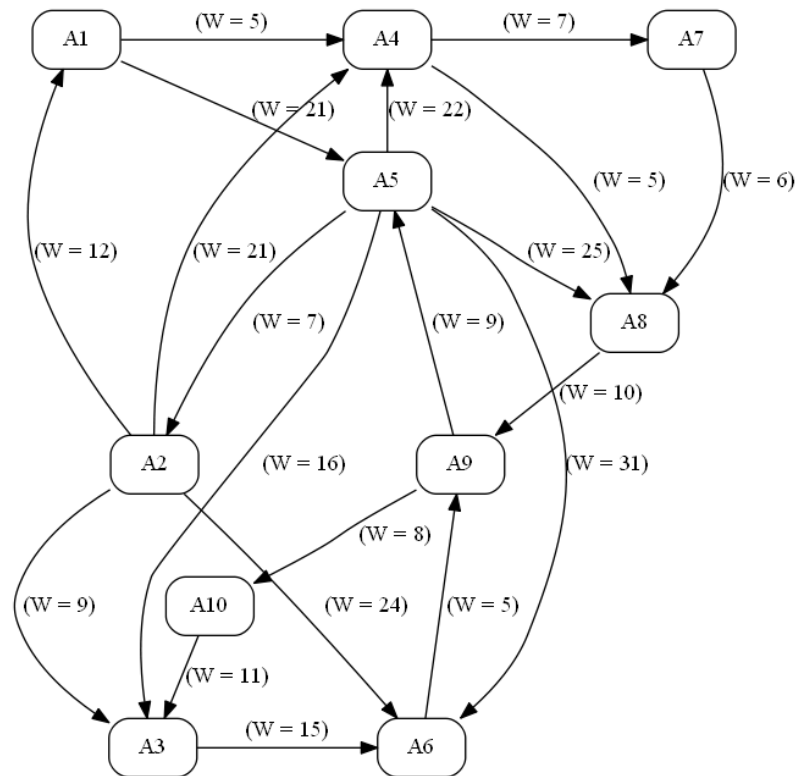 A1
(W = 5)
A4
(W = 7)
A7
(W = 21)
(W = 22)
A5
(W = 5)
(W = 6)
(W = 12)
(W = 21)
(W = 25)
(W = 7)
(W = 9)
A8
(W = 10)
A2
(W = 16)
A9
(W = 31)
(W = 8)
(W = 9)
A10
(W = 24)
(W = 5)
(W = 11)
A3
(W = 15)
A6